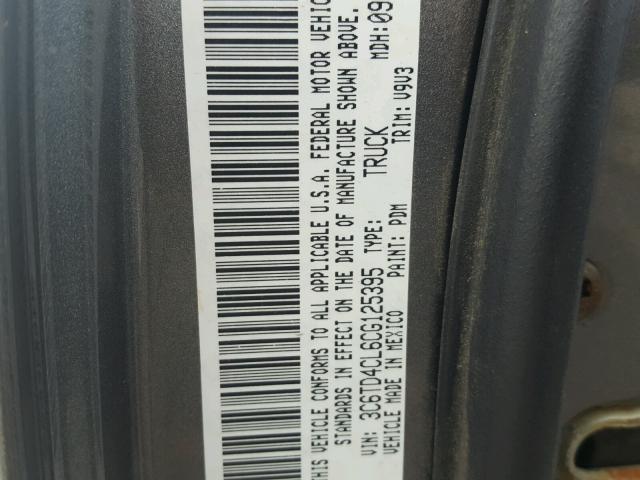 THIS VEHICLE CONFORMS TO ALL APPLICABLE U.S.A. FEDERAL MOTOR
STANDARDS IN EFFECT ON THE DATE OF MANUFACTURE SHOWN ABOVE.
VIN: 3C6TD4CL6CG125395 TYPE: TRUCK MDH:09
VEHICLE MADE IN MEXICO PAINT: PDM TRIM: V9V3